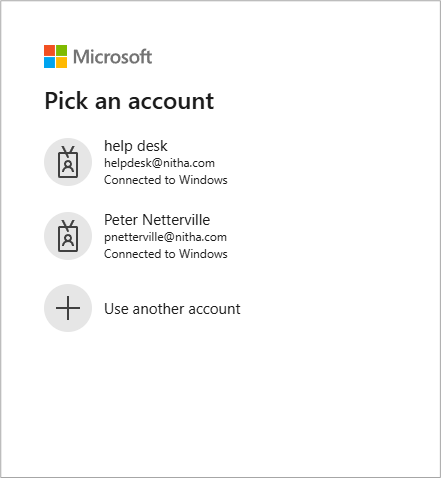 Microsoft
Pick an account
help desk
helpdesk@nitha.com
Connected to Windows
Peter Netterville
pnetterville@nitha.com
Connected to Windows
Use another account